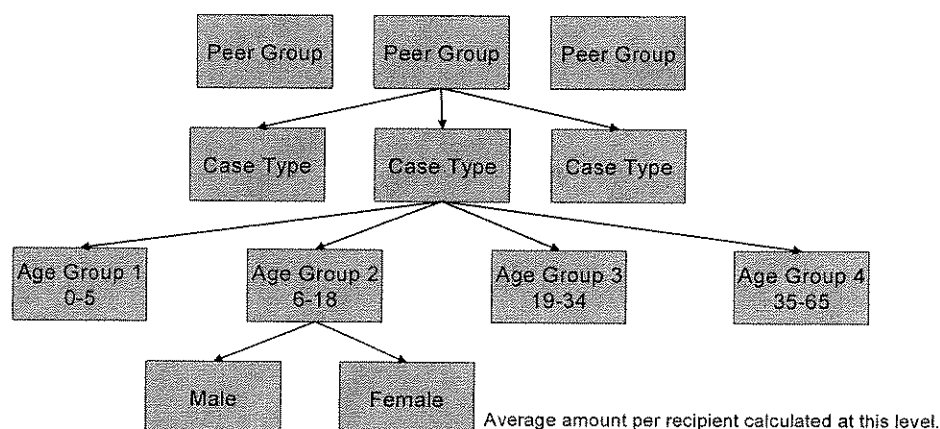 Peer Group
Peer Group
Peer Group
Case Type
Case Type
Case Type
Age Group 1
0-5
Age Group 2
6-18
Age Group 3
19-34
Age Group 4
35-65
Male
Female
Average amount per recipient calculated at this level.